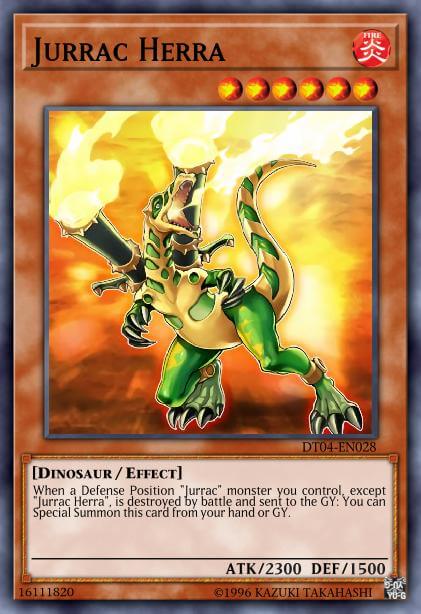 JURRAC HERRA
FIRE
炎
DT04-EN028
[DINOSAUR / EFFECT]
When a Defense Position "Jurrac" monster you control, except
"Jurrac Herra", is destroyed by battle and sent to the GY: You can
Special Summon this card from your hand or GY.
ATK/2300 DEF/1500
16111820
©1996 KAZUKI TAKAHASHI